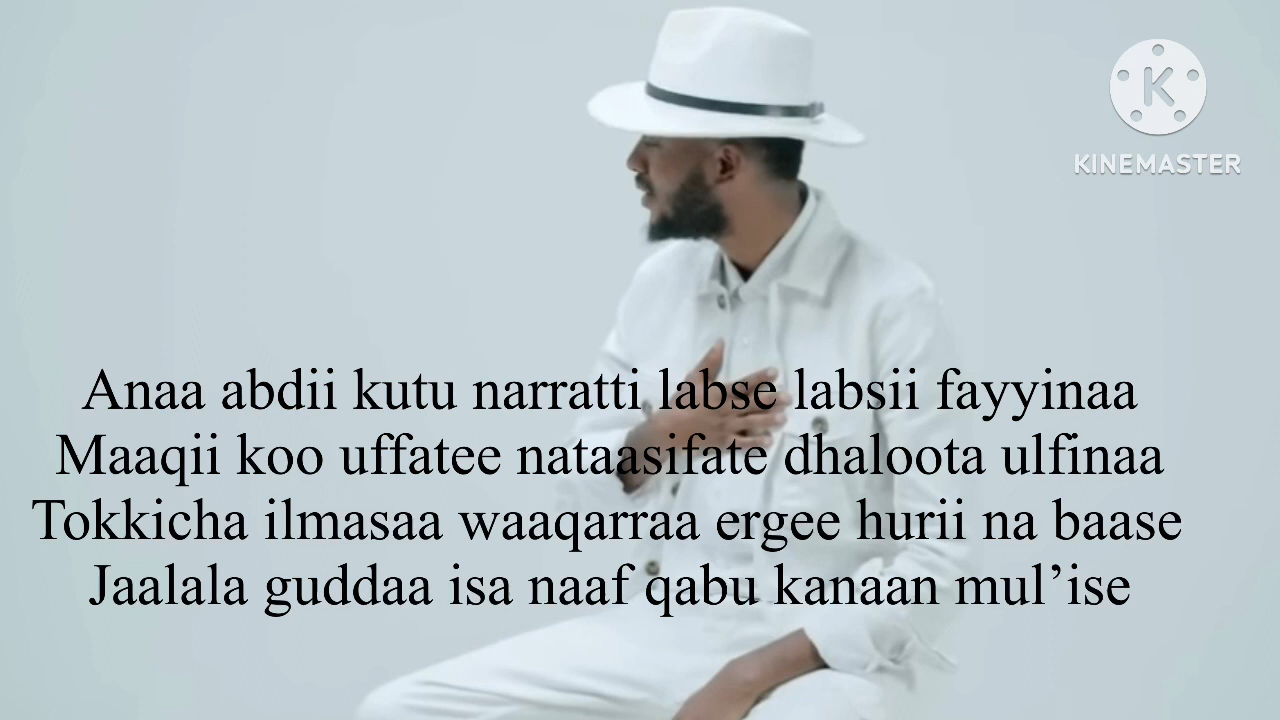 KINEMASTER
Anaa abdii kutu narratti labse labsii fayyinaa
Maaqii koo uffatee nataasifate dhaloota ulfinaa
Tokkicha ilmasaa waaqarraa ergee hurii na baase
Jaalala guddaa isa naaf qabu kanaan mul’ise